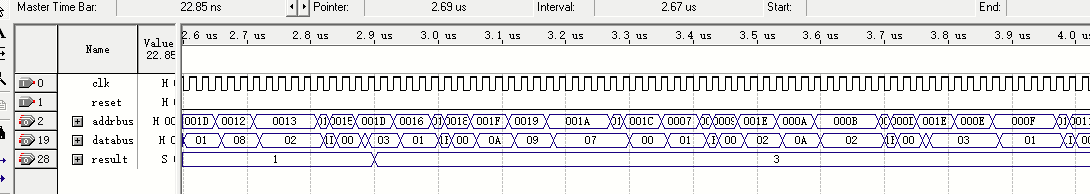 Master Time Bar: 22.85 ns Pointer: 2.69 us Interval: 2.67 us Start: End:
Name Value 22.85 2.6 us 2.7 us 2.8 us 2.9 us 3.0 us 3.1 us 3.2 us 3.3 us 3.4 us 3.5 us 3.6 us 3.7 us 3.8 us 3.9 us 4.0 us
0 clk H
1 reset H
2 addrbus H 001D 0012 0013 001D 0016 001F 0019 001A 001C 0007 001E 000A 000B 001E 000E 000F
19 databus H 01 08 02 00 03 01 00 0A 09 07 00 01 00 02 0A 02 00 03 01 00
28 result S 1 3